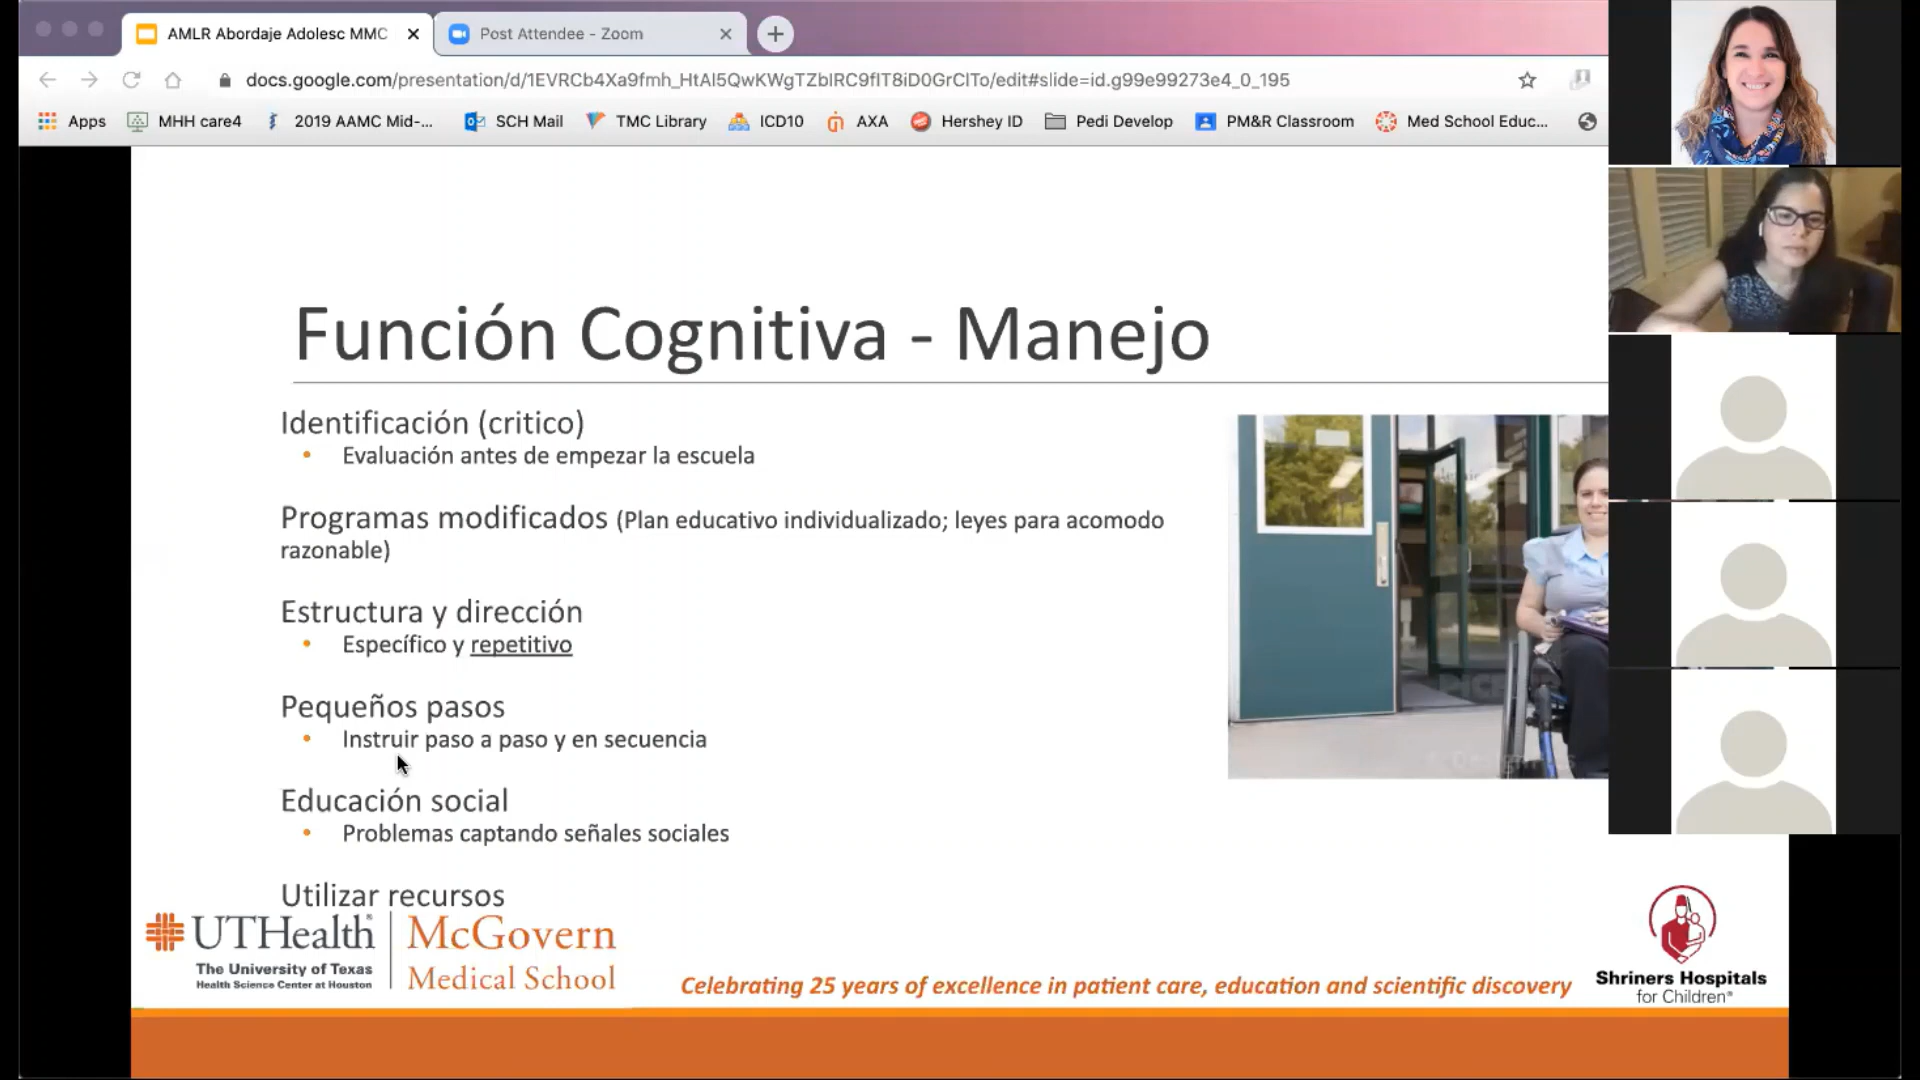 AMLR Abordaje Adolesc MMC
Post Attendee - Zoom
docs.google.com/presentation/d/1EVRCb4Xa9fmh_HtAI5QwKWgTZblRC9fIT8iD0GrClTo/edit#slide=id.g99e99273e4_0_195
Apps MHH care4 2019 AAMC Mid-... SCH Mail TMC Library ICD10 AXA Hershey ID Pedi Develop PM&R Classroom Med School Educ...
Función Cognitiva - Manejo
Identificación (critico)
• Evaluación antes de empezar la escuela
Programas modificados (Plan educativo individualizado; leyes para acomodo
razonable)
Estructura y dirección
• Específico y repetitivo
Pequeños pasos
• Instruir paso a paso y en secuencia
Educación social
• Problemas captando señales sociales
Utilizar recursos
UTHealth®
The University of Texas
Health Science Center at Houston
McGovern
Medical School
Celebrating 25 years of excellence in patient care, education and scientific discovery
Shriners Hospitals
for Children®